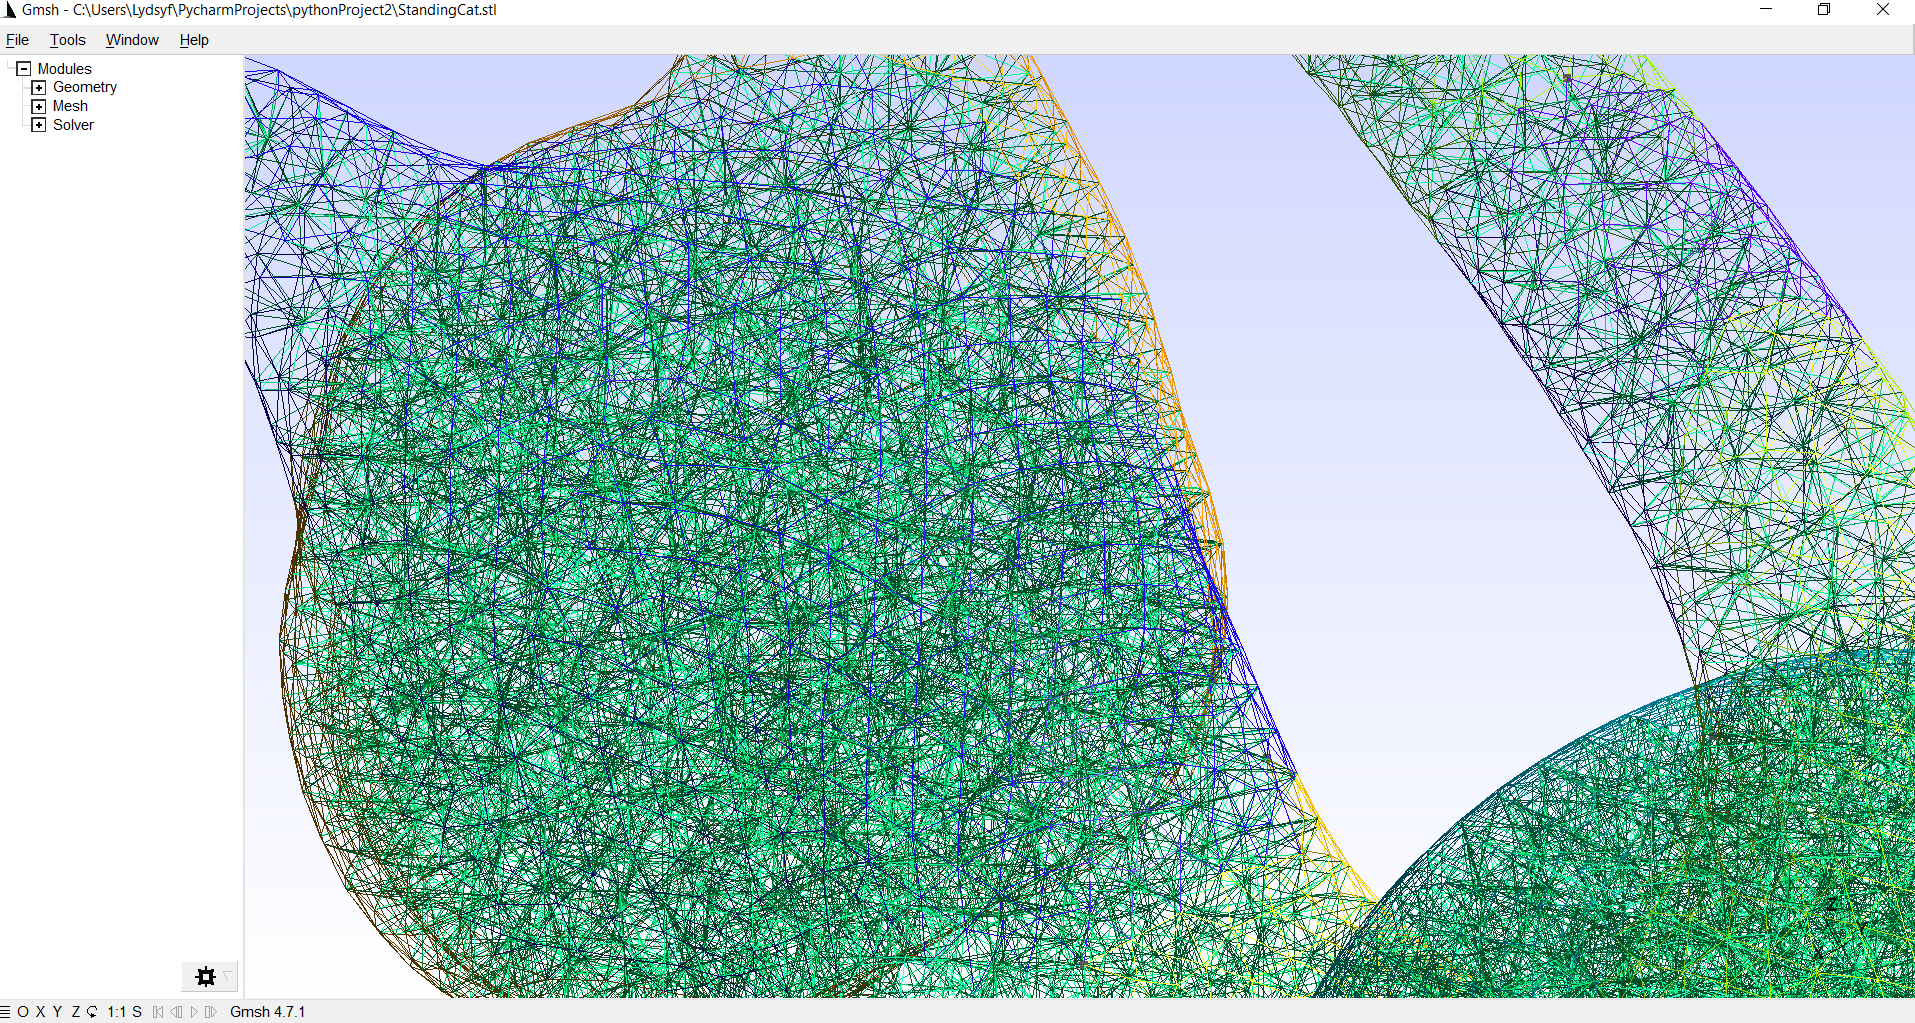 Gmsh - C:\Users\Lydsyf\PycharmProjects\pythonProject2\StandingCat.stl
File Tools Window Help
Modules
Geometry
Mesh
Solver
Z
O X Y Z 1:1 S Gmsh 4.7.1